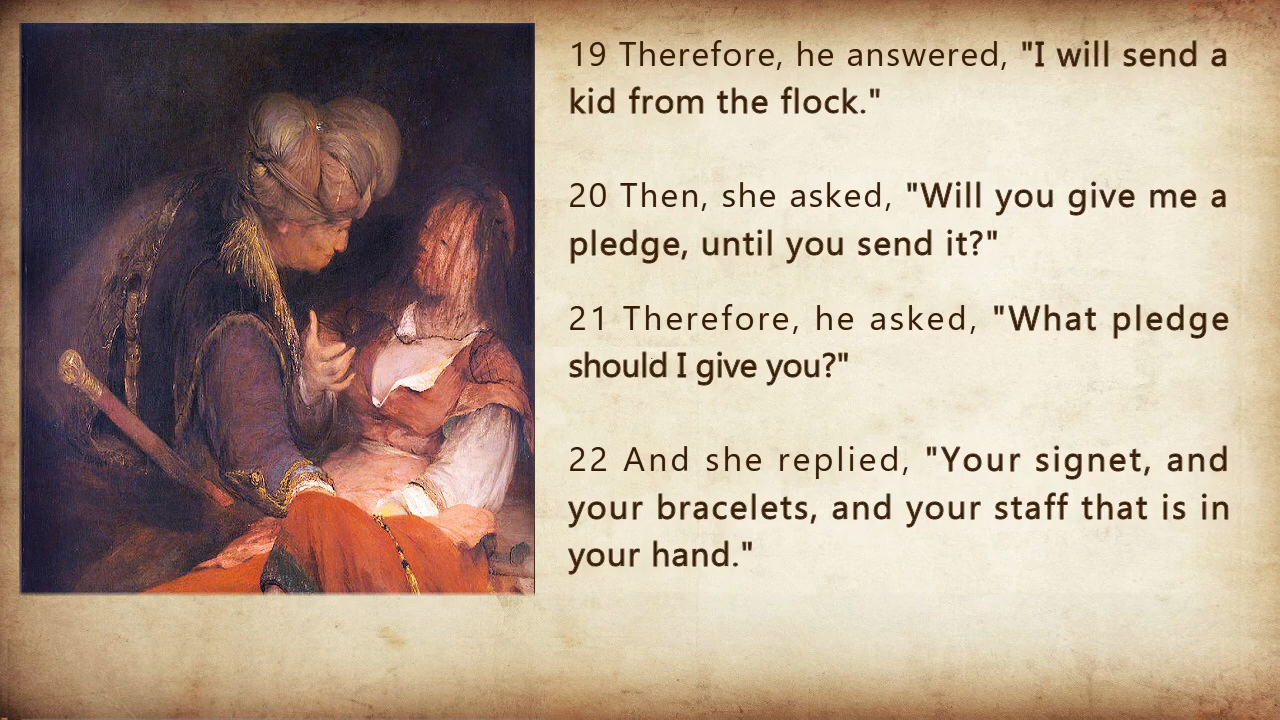 19 Therefore, he answered, "I will send a
kid from the flock."
20 Then, she asked, "Will you give me a
pledge, until you send it?"
21 Therefore, he asked, "What pledge
should I give you?"
22 And she replied, "Your signet, and
your bracelets, and your staff that is in
your hand."